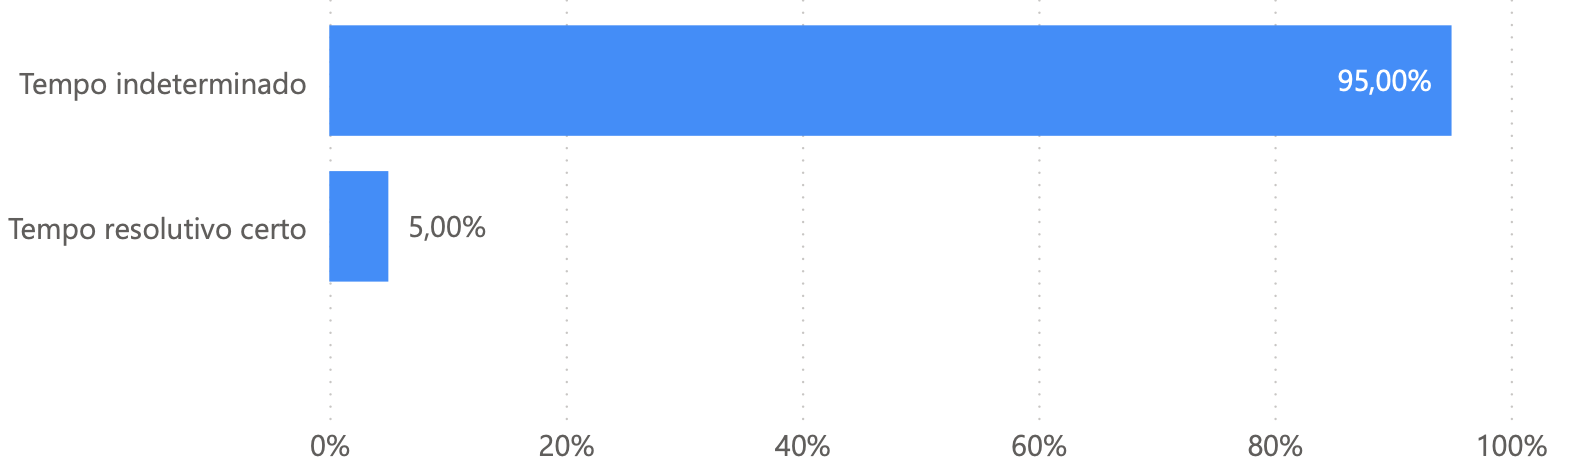 Tempo indeterminado
95,00%
Tempo resolutivo certo
5,00%
0% 20% 40% 60% 80% 100%